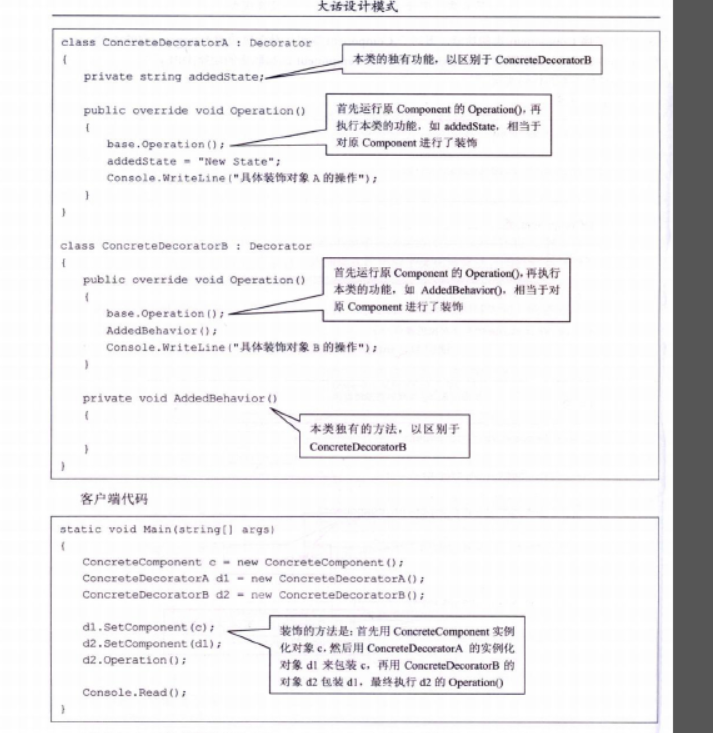 大话设计模式
class ConcreteDecoratorA : Decorator
{
private string addedState;
本类的独有功能，以区别于 ConcreteDecoratorB
public override void Operation()
{
base.Operation();
addedState = "New State";
Console.WriteLine("具体装饰对象 A 的操作");
}
}
首先运行原 Component 的 Operation(), 再
执行本类的功能，如 addedState，相当于
对原 Component 进行了装饰
class ConcreteDecoratorB : Decorator
{
public override void Operation()
{
base.Operation();
AddedBehavior();
Console.WriteLine("具体装饰对象 B 的操作");
}
首先运行原 Component 的 Operation(), 再执行
本类的功能，如 AddedBehavior()，相当于对
原 Component 进行了装饰
private void AddedBehavior()
{
}
}
本类独有的方法，以区别于
ConcreteDecoratorB
客户端代码
static void Main(string[] args)
{
ConcreteComponent c = new ConcreteComponent();
ConcreteDecoratorA d1 = new ConcreteDecoratorA();
ConcreteDecoratorB d2 = new ConcreteDecoratorB();
d1.SetComponent(c);
d2.SetComponent(d1);
d2.Operation();
Console.Read();
}
装饰的方法是：首先用 ConcreteComponent 实例
化对象 c，然后用 ConcreteDecoratorA 的实例化
对象 d1 来包装 c，再用 ConcreteDecoratorB 的
对象 d2 包装 d1，最终执行 d2 的 Operation()